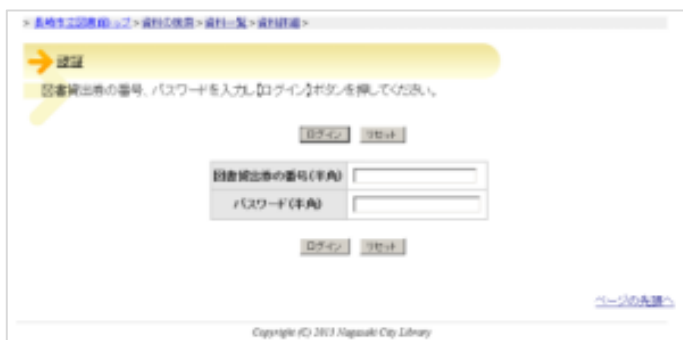 > 長崎市立図書館トップ > 資料の検索 > 資料一覧 > 資料詳細 >
認証
図書貸出券の番号、パスワードを入力し【ログイン】ボタンを押してください。
ログイン リセット
図書貸出券の番号(半角)
パスワード(半角)
ログイン リセット
ページの先頭へ
Copyright (C) 2013 Nagasaki City Library